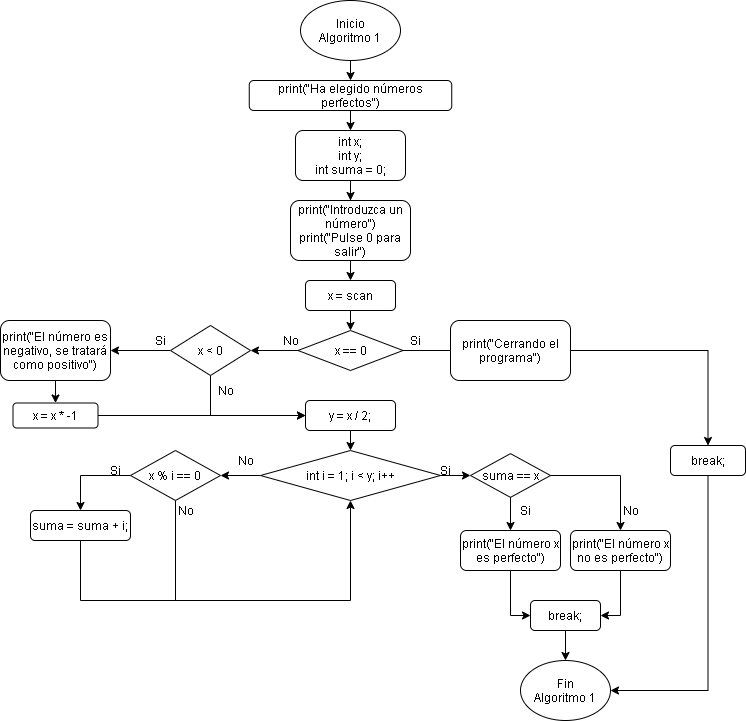 Inicio
Algoritmo 1
print("Ha elegido números
perfectos")
int x;
int y;
int suma = 0;
print("Introduzca un
número")
print("Pulse 0 para
salir")
x = scan
x == 0
No
Si
x < 0
Si
No
print("El número es
negativo, se tratará
como positivo")
x = x * -1
print("Cerrando el
programa")
break;
y = x / 2;
int i = 1; i < y; i++
No
Si
x % i == 0
Si
No
suma = suma + i;
suma == x
Si
No
print("El número x
es perfecto")
print("El número x
no es perfecto")
break;
Fin
Algoritmo 1